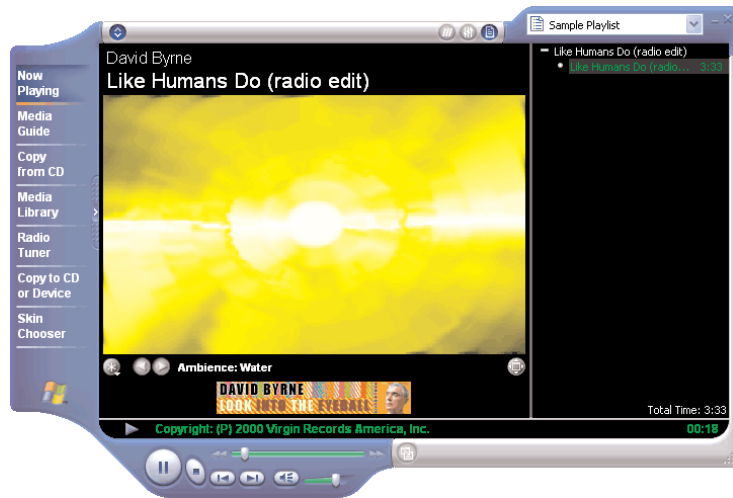 Sample Playlist
David Byrne
Like Humans Do (radio edit)
Like Humans Do (radio edit)
Like Humans Do (radio... 3:33
Now
Playing
Media
Guide
Copy
from CD
Media
Library
Radio
Tuner
Copy to CD
or Device
Skin
Chooser
Ambience: Water
DAVID BYRNE
LOOK INTO THE EYEBALL
Total Time: 3:33
Copyright: (P) 2000 Virgin Records America, Inc.
00:18